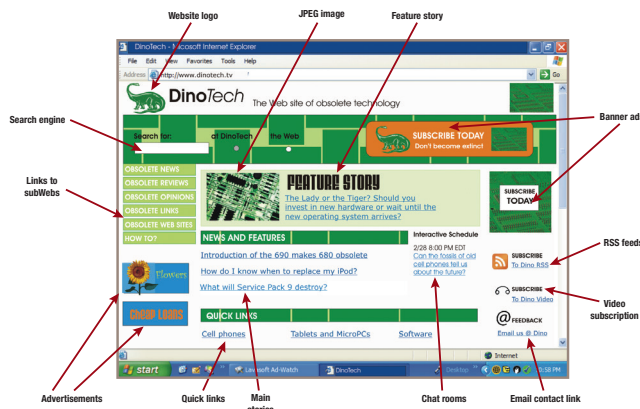 Website logo
JPEG image
Feature story
DinoTech - Micosoft Internet Explorer
File Edit View Favorites Tools Help
Address http://www.dinotech.tv
Go
DinoTech The Web site of obsolete technology
Search engine
Search for: at DinoTech the Web
SUBSCRIBE TODAY
Don't become extinct
Banner ad
Links to
subWebs
OBSOLETE NEWS
OBSOLETE REVIEWS
OBSOLETE OPINIONS
OBSOLETE LINKS
OBSOLETE WEB SITES
HOW TO?
FEATURE STORY
The Lady or the Tiger? Should you
invest in new hardware or wait until the
new operating system arrives?
SUBSCRIBE
TODAY
NEWS AND FEATURES
Introduction of the 690 makes 680 obsolete
How do I know when to replace my iPod?
What will Service Pack 9 destroy?
Interactive Schedule
2/28 8:00 PM EDT
Can the fossils of old
cell phones tell us
about the future?
SUBSCRIBE
To Dino RSS
RSS feeds
SUBSCRIBE
To Dino Video
Video
subscription
@ FEEDBACK
Email us @ Dino
Flowers
Cheap Loans
QUICK LINKS
Cell phones Tablets and MicroPCs Software
Internet
start
Lavasoft Ad-Watch
DinoTech
Desktop
10:58 PM
Advertisements
Quick links
Main
stories
Chat rooms
Email contact link